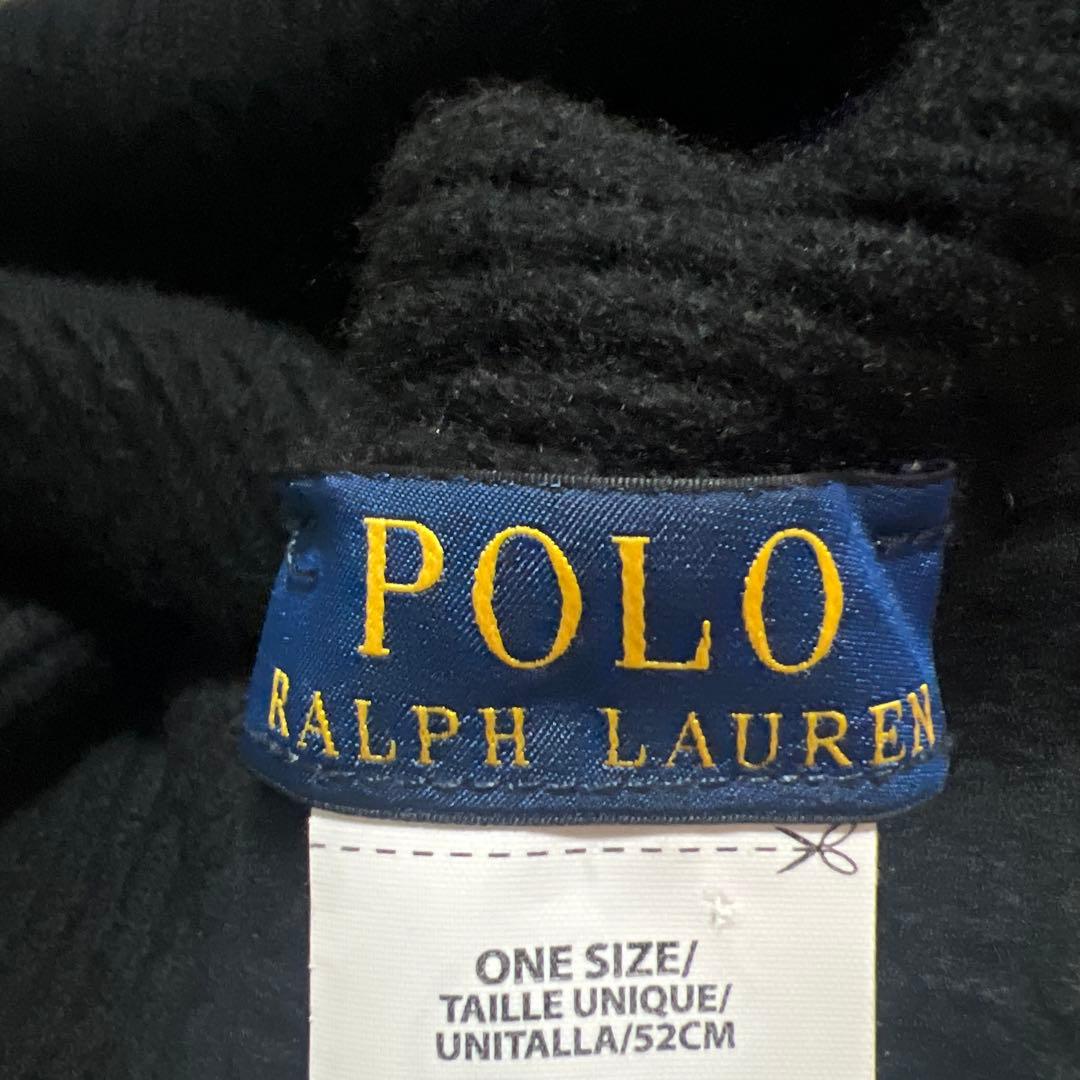 POLO
RALPH LAUREN
ONE SIZE/
TAILLE UNIQUE/
UNITALLA/52CM